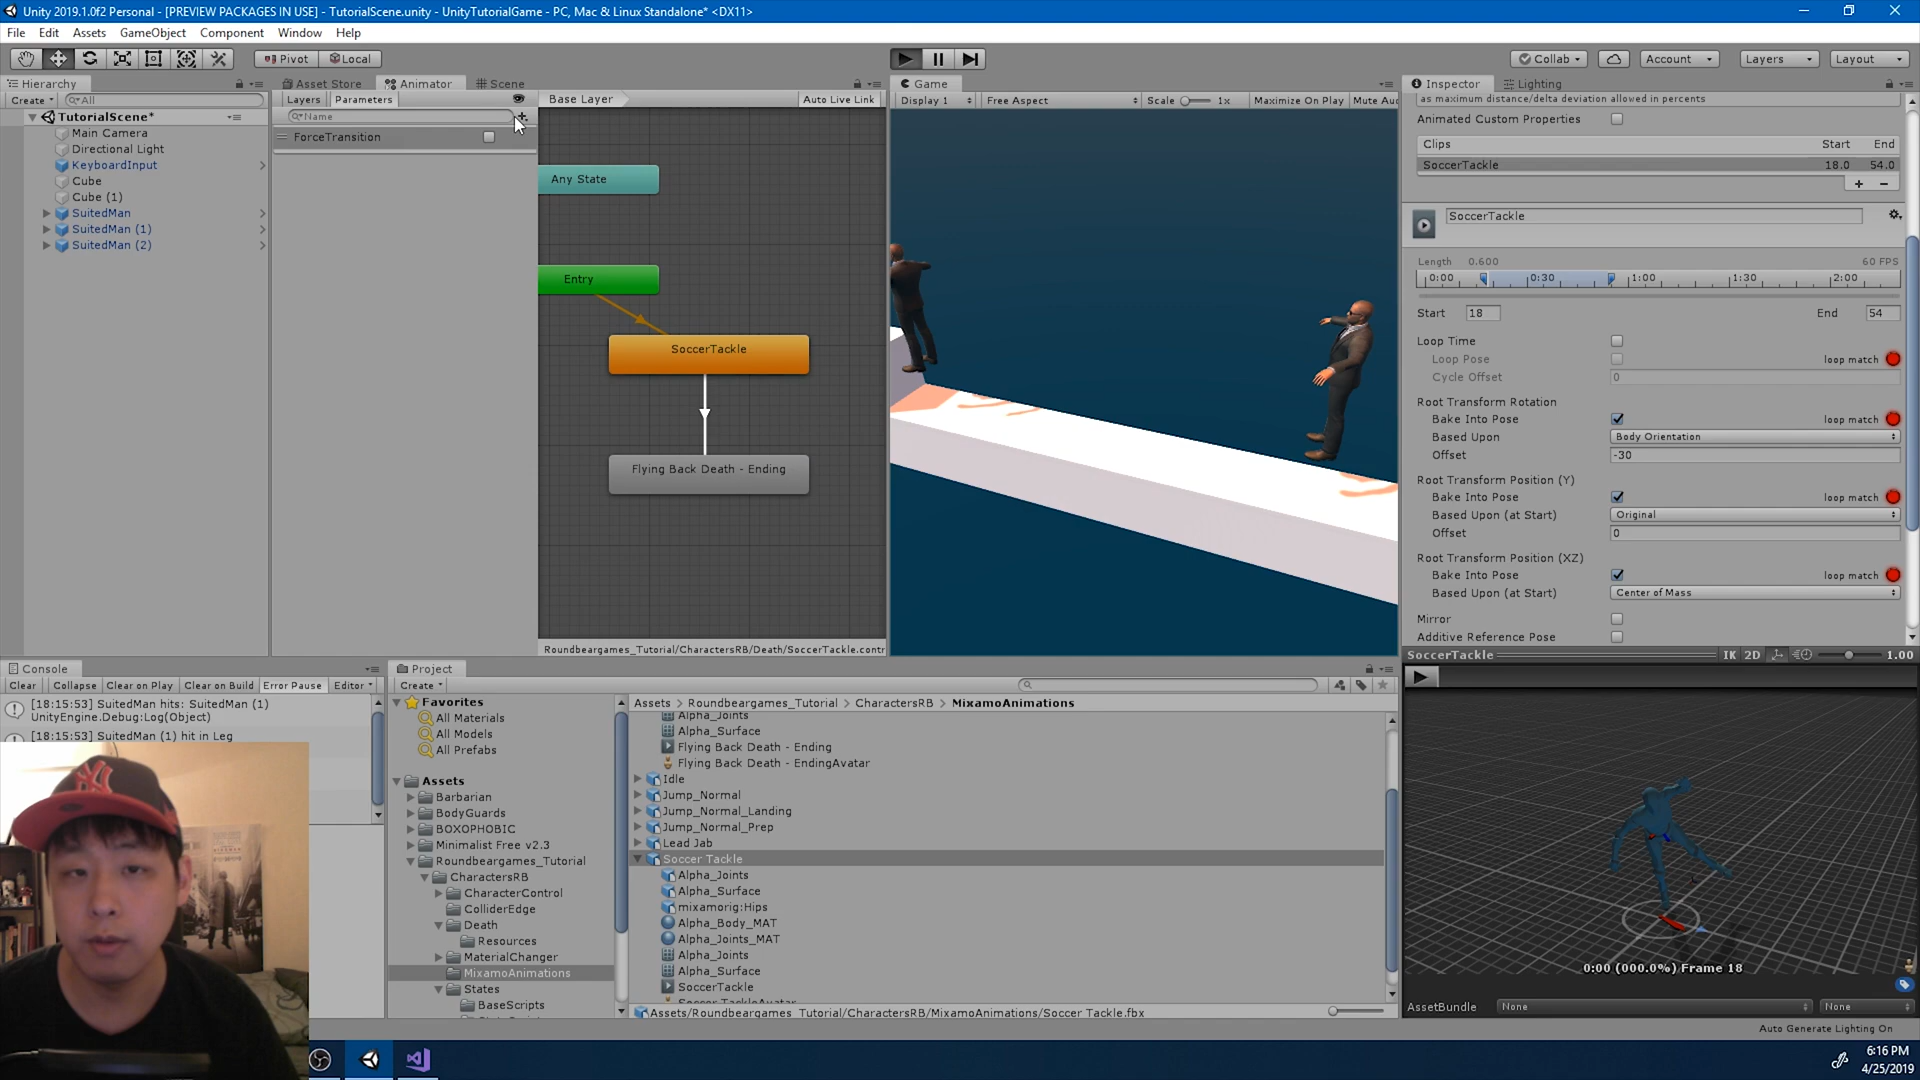 Unity 2019.1.0f2 Personal - [PREVIEW PACKAGES IN USE] - TutorialScene.unity - UnityTutorialGame - PC, Mac & Linux Standalone* <DX11>
File Edit Assets GameObject Component Window Help
Pivot Local Collab Account Layers Layout
Hierarchy
Create All
TutorialScene*
Main Camera
Directional Light
KeyboardInput
Cube
Cube (1)
SuitedMan
SuitedMan (1)
SuitedMan (2)
Asset Store Animator Scene
Layers Parameters
Name
ForceTransition
Base Layer Auto Live Link
Any State
Entry
SoccerTackle
Flying Back Death - Ending
Roundbeargames_Tutorial/CharactersRB/Death/SoccerTackle.contr
Game
Display 1 Free Aspect Scale 1x Maximize On Play Mute Au
Inspector Lighting
as maximum distance/delta deviation allowed in percents
Animated Custom Properties
Clips Start End
SoccerTackle 18.0 54.0
SoccerTackle
Length 0.600 60 FPS
0:00 0:30 1:00 1:30 2:00
Start 18 End 54
Loop Time
Loop Pose loop match
Cycle Offset 0
Root Transform Rotation
Bake Into Pose loop match
Based Upon Body Orientation
Offset -30
Root Transform Position (Y)
Bake Into Pose loop match
Based Upon (at Start) Original
Offset 0
Root Transform Position (XZ)
Bake Into Pose loop match
Based Upon (at Start) Center of Mass
Mirror
Additive Reference Pose
SoccerTackle IK 2D 1.00
0:00 (000.0%) Frame 18
AssetBundle None None
Auto Generate Lighting On
Console
Clear Collapse Clear on Play Clear on Build Error Pause Editor
[18:15:53] SuitedMan hits: SuitedMan (1)
UnityEngine.Debug:Log(Object)
[18:15:53] SuitedMan (1) hit in Leg
Project
Create
Favorites
All Materials
All Models
All Prefabs
Assets
Barbarian
BodyGuards
BOXOPHOBIC
Minimalist Free v2.3
Roundbeargames_Tutorial
CharactersRB
CharacterControl
ColliderEdge
Death
Resources
MaterialChanger
MixamoAnimations
States
BaseScripts
Assets > Roundbeargames_Tutorial > CharactersRB > MixamoAnimations
Alpha_Joints
Alpha_Surface
Flying Back Death - Ending
Flying Back Death - EndingAvatar
Idle
Jump_Normal
Jump_Normal_Landing
Jump_Normal_Prep
Lead Jab
Soccer Tackle
Alpha_Joints
Alpha_Surface
mixamorig:Hips
Alpha_Body_MAT
Alpha_Joints_MAT
Alpha_Joints
Alpha_Surface
SoccerTackle
Soccer TackleAvatar
Assets/Roundbeargames_Tutorial/CharactersRB/MixamoAnimations/Soccer Tackle.fbx
6:16 PM
4/25/2019